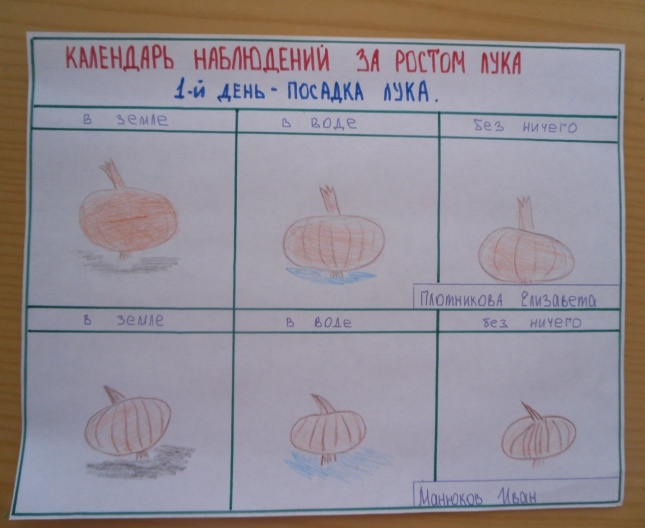 КАЛЕНДАРЬ НАБЛЮДЕНИЙ ЗА РОСТОМ ЛУКА
1-й ДЕНЬ - ПОСАДКА ЛУКА.
в земле
в воде
без ничего
Плотникова Елизавета
в земле
в воде
без ничего
Манюков Иван